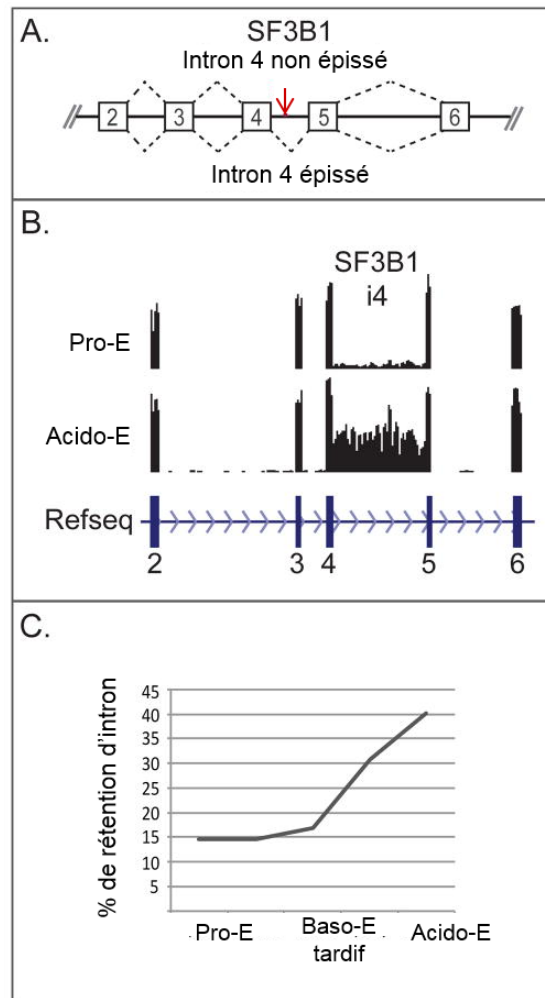 A.
SF3B1
Intron 4 non épissé
2 3 4 5 6
Intron 4 épissé
B.
SF3B1
i4
Pro-E
Acido-E
Refseq
2 3 4 5 6
C.
% de rétention d'intron
45
40
35
30
25
20
15
10
5
Pro-E Baso-E Acido-E
tardif